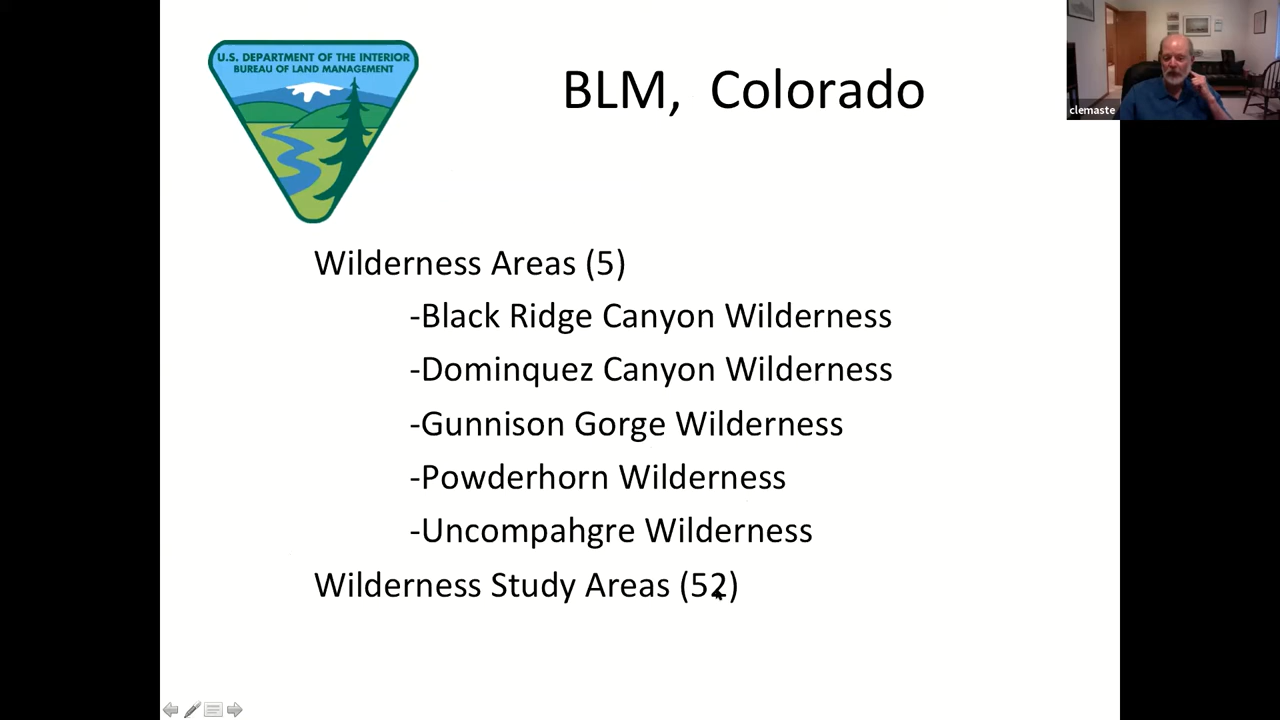 U.S. DEPARTMENT OF THE INTERIOR
BUREAU OF LAND MANAGEMENT
BLM, Colorado
clemaste
Wilderness Areas (5)
-Black Ridge Canyon Wilderness
-Dominquez Canyon Wilderness
-Gunnison Gorge Wilderness
-Powderhorn Wilderness
-Uncompahgre Wilderness
Wilderness Study Areas (52)